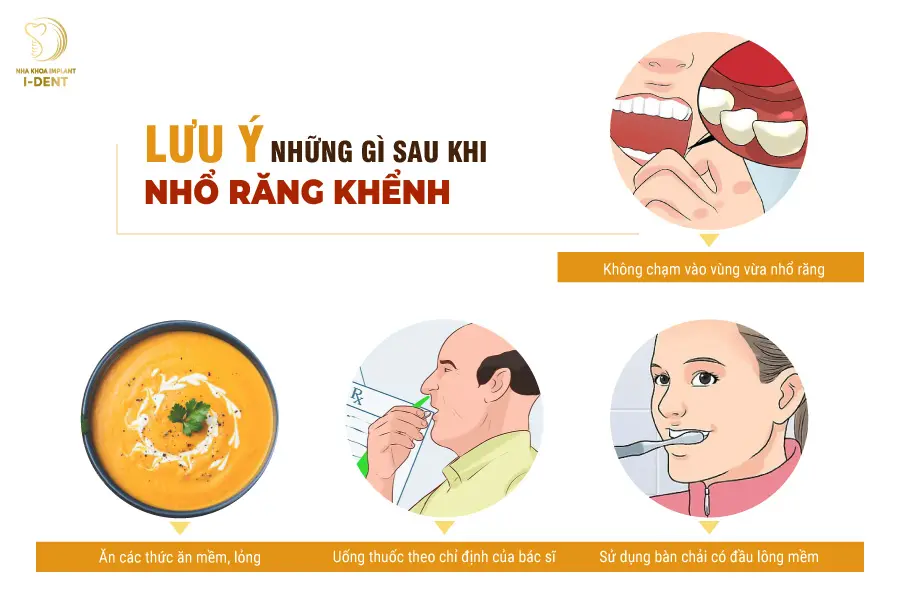 NHA KHOA IMPLANT
I-DENT
LƯU Ý NHỮNG GÌ SAU KHI
NHỔ RĂNG KHỂNH
Không chạm vào vùng vừa nhổ răng
Rx
Ăn các thức ăn mềm, lỏng
Uống thuốc theo chỉ định của bác sĩ
Sử dụng bàn chải có đầu lông mềm